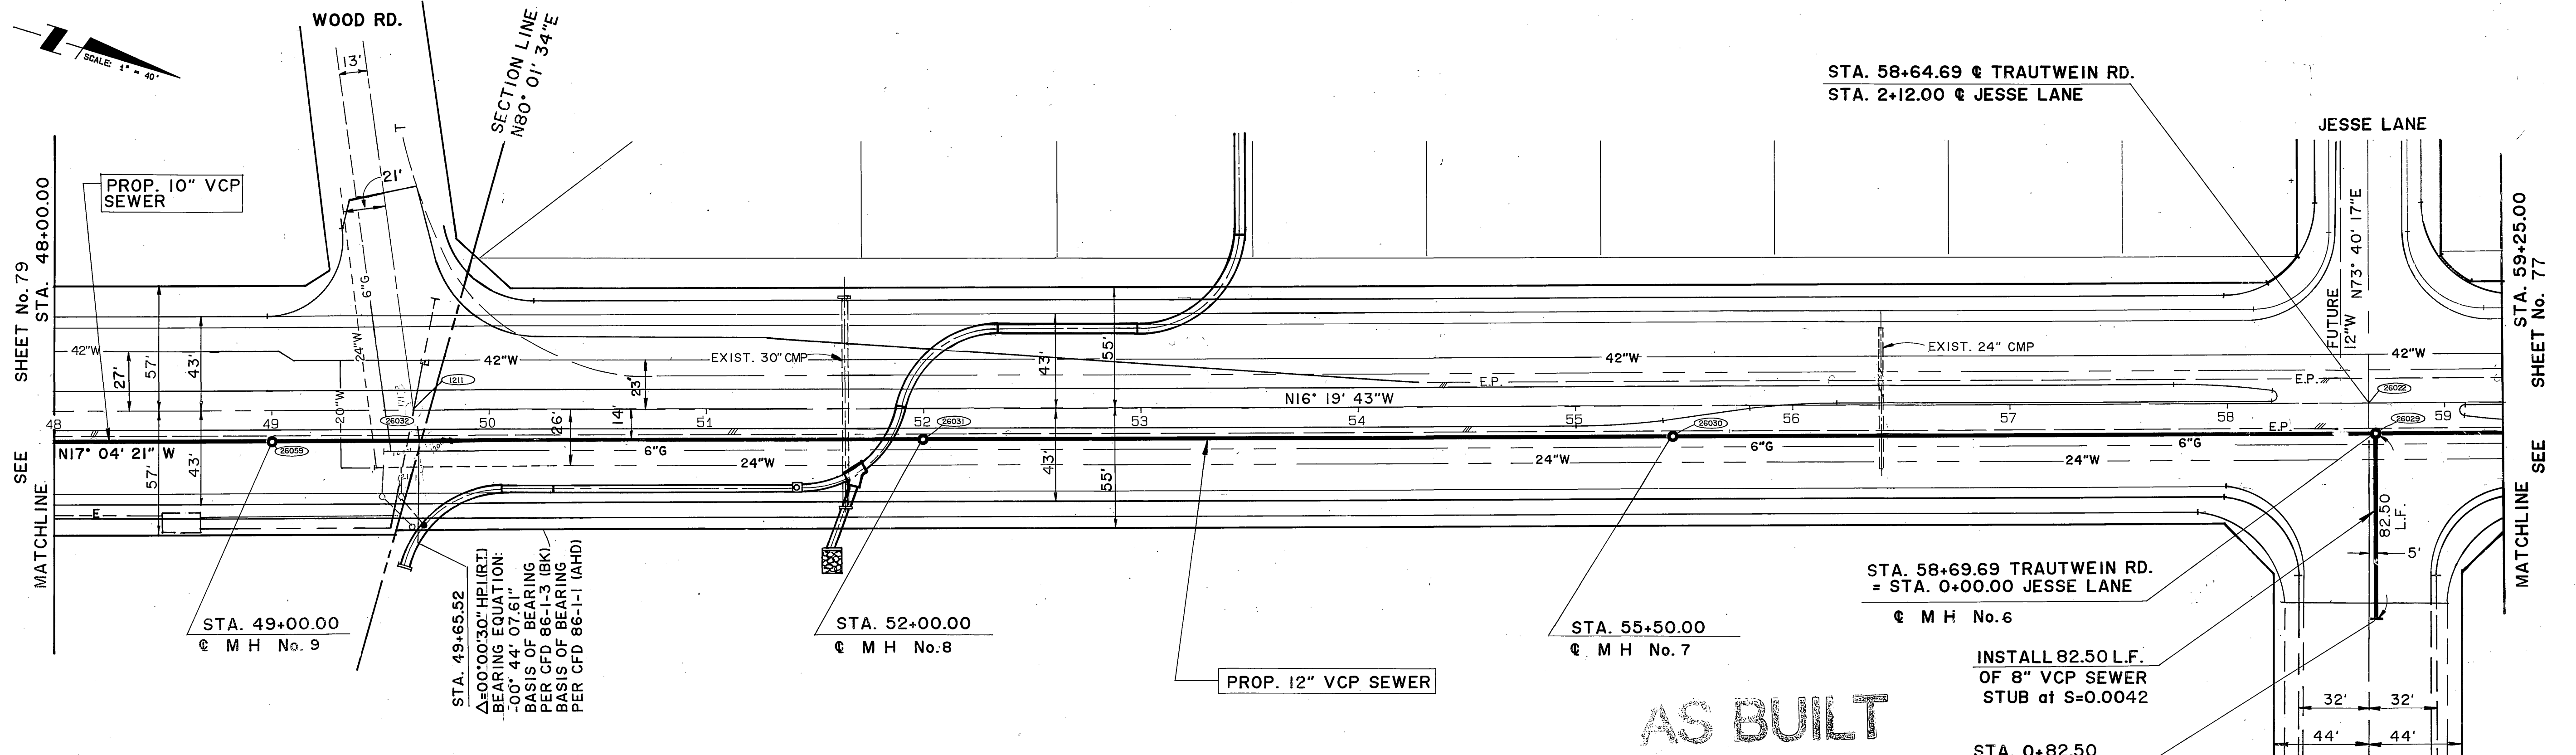 WOOD RD.
SCALE: 1" = 40'
13'
SECTION LINE
N80° 01' 34"E
T
21'
PROP. 10" VCP
SEWER
STA. 58+64.69 ℄ TRAUTWEIN RD.
STA. 2+12.00 ℄ JESSE LANE
JESSE LANE
SEE SHEET No. 79
MATCHLINE STA. 48+00.00
MATCHLINE STA. 59+25.00
SEE SHEET No. 77
6"G
24"W
T
FUTURE
12"W N73° 40' 17"E
42"W
27'
57'
43'
42"W
E
1211
20"W
23'
EXIST. 30" CMP
43'
55'
42"W
EXIST. 24" CMP
42"W
E.P.
E.P.
N16° 19' 43"W
26022
48
49
26032
50
26'
14'
51
52
26031
53
54
55
26030
56
57
58
26029
59
E.P.
N17° 04' 21" W
26059
57'
43'
6"G
24"W
43'
55'
24"W
6"G
24"W
6"G
E
82.50
L.F.
5'
STA. 49+00.00
℄ M H No. 9
STA. 49+65.52
Δ=00°00'30" HP.I.(RT)
BEARING EQUATION:
-00° 44' 07.61"
BASIS OF BEARING
PER CFD 86-1-3 (BK)
BASIS OF BEARING
PER CFD 86-1-1 (AHD)
STA. 52+00.00
℄ M H No.8
PROP. 12" VCP SEWER
STA. 55+50.00
℄ M H No. 7
STA. 58+69.69 TRAUTWEIN RD.
= STA. 0+00.00 JESSE LANE
℄ M H No.6
INSTALL 82.50 L.F.
OF 8" VCP SEWER
STUB at S=0.0042
AS BUILT
32'
32'
44'
44'
STA. 0+82.50